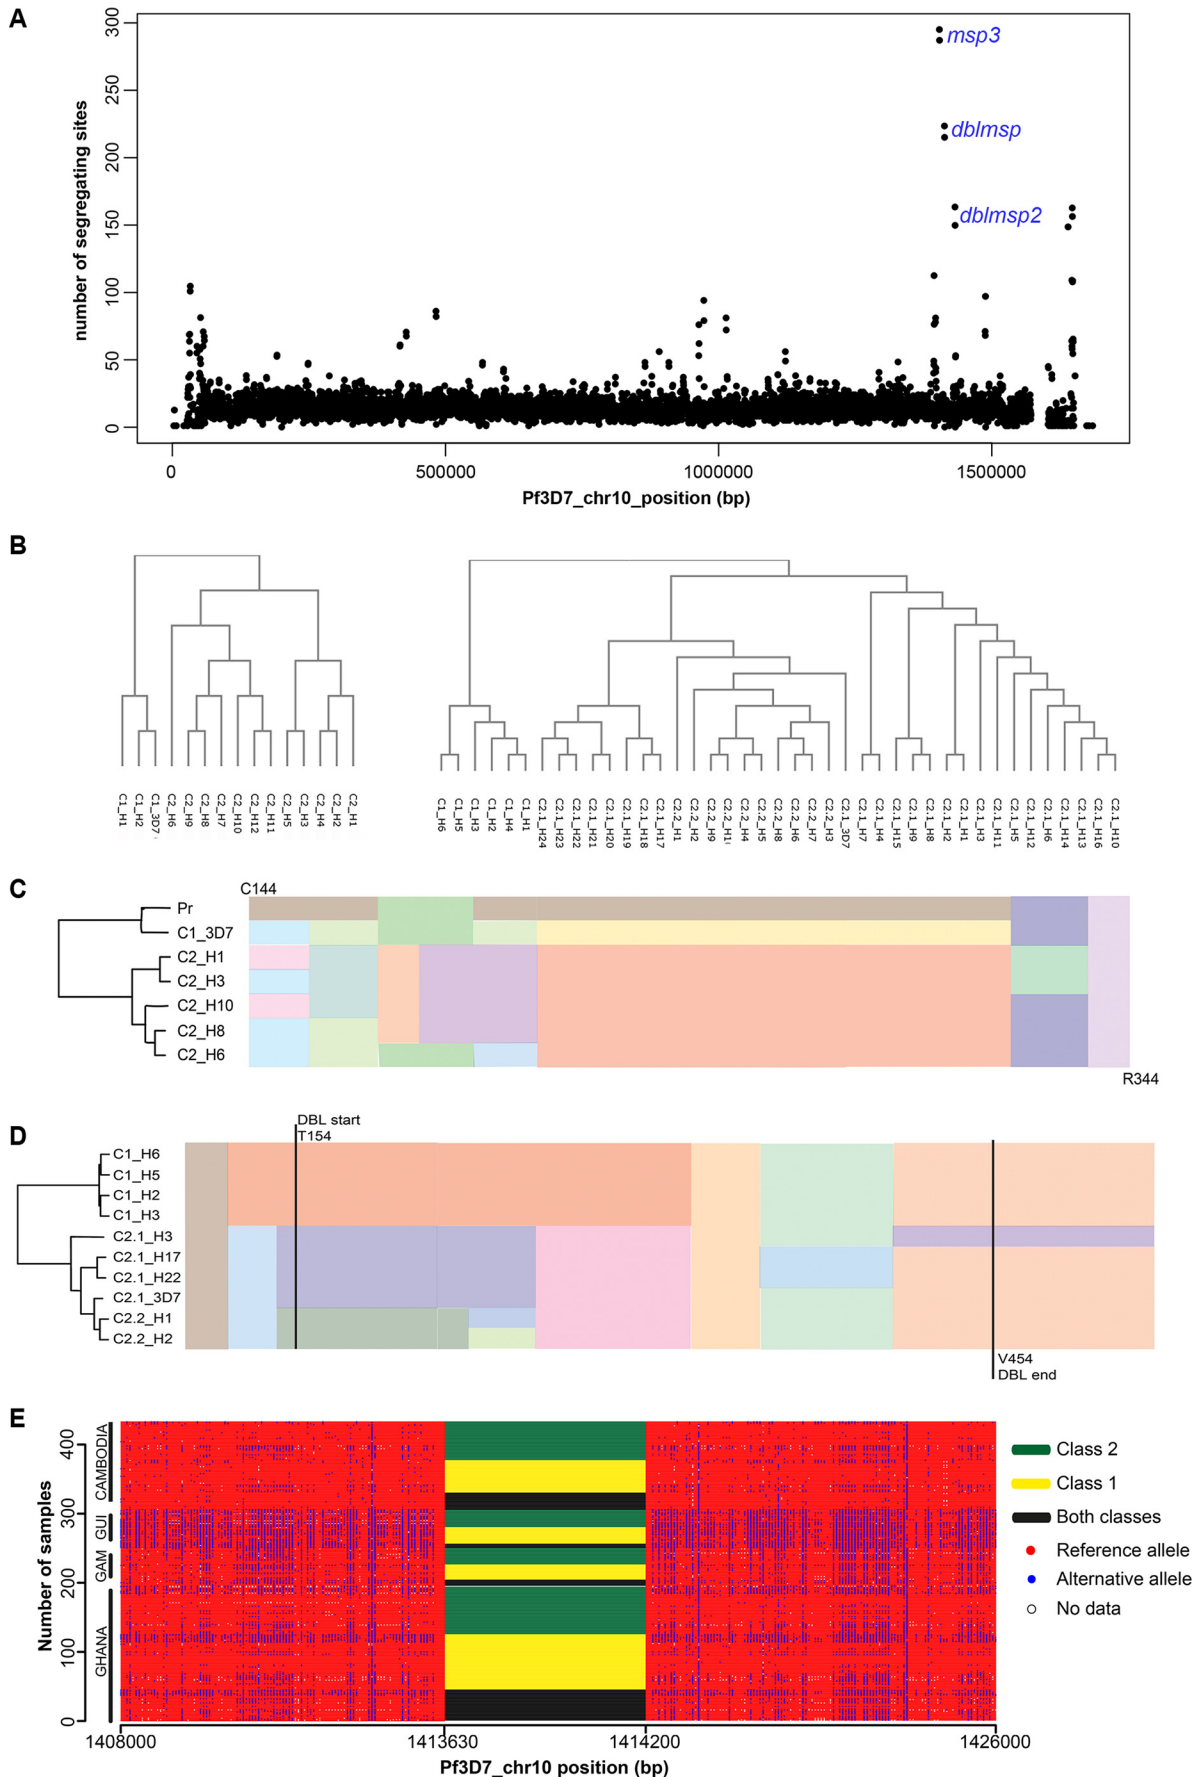 A
300
250
200
150
100
50
0
number of segregating sites
msp3
dblmsp
dblmsp2
0
500000
1000000
1500000
Pf3D7_chr10_position (bp)
B
C1_H1
C1_H2
C1_3D7
C2_H6
C2_H9
C2_H8
C2_H7
C2_H10
C2_H12
C2_H11
C2_H5
C2_H3
C2_H4
C2_H2
C2_H1
C1_H6
C1_H5
C1_H3
C1_H2
C1_H4
C1_H1
C2.1_H24
C2.1_H23
C2.1_H22
C2.1_H21
C2.1_H20
C2.1_H19
C2.1_H18
C2.1_H17
C2.2_H1
C2.2_H2
C2.2_H9
C2.2_H1
C2.2_H4
C2.2_H5
C2.2_H8
C2.2_H6
C2.2_H7
C2.2_H3
C2.1_3D7
C2.1_H7
C2.1_H4
C2.1_H15
C2.1_H9
C2.1_H8
C2.1_H2
C2.1_H1
C2.1_H3
C2.1_H11
C2.1_H5
C2.1_H12
C2.1_H6
C2.1_H14
C2.1_H13
C2.1_H16
C2.1_H10
C
C144
Pr
C1_3D7
C2_H1
C2_H3
C2_H10
C2_H8
C2_H6
R344
D
DBL start
T154
C1_H6
C1_H5
C1_H2
C1_H3
C2.1_H3
C2.1_H17
C2.1_H22
C2.1_3D7
C2.2_H1
C2.2_H2
V454
DBL end
E
Number of samples
400
300
200
100
0
CAMBODIA
GUI
GAM
GHANA
1408000
1413630
1414200
1426000
Pf3D7_chr10 position (bp)
Class 2
Class 1
Both classes
Reference allele
Alternative allele
No data